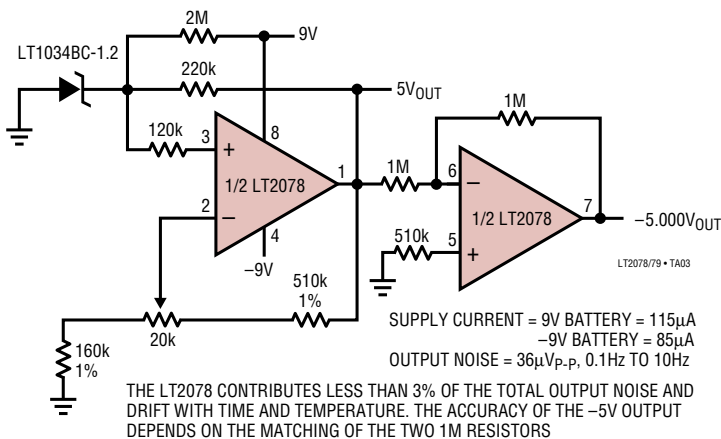 2M
9V
LT1034BC-1.2
220k
5VOUT
1M
120k
3
8
+
1/2 LT2078
1
1M
6
−
1/2 LT2078
7
−5.000VOUT
2
−
4
−9V
510k
5
+
LT2078/79 • TA03
510k
1%
20k
160k
1%
SUPPLY CURRENT = 9V BATTERY = 115µA
−9V BATTERY = 85µA
OUTPUT NOISE = 36µVP-P, 0.1Hz TO 10Hz
THE LT2078 CONTRIBUTES LESS THAN 3% OF THE TOTAL OUTPUT NOISE AND
DRIFT WITH TIME AND TEMPERATURE. THE ACCURACY OF THE −5V OUTPUT
DEPENDS ON THE MATCHING OF THE TWO 1M RESISTORS